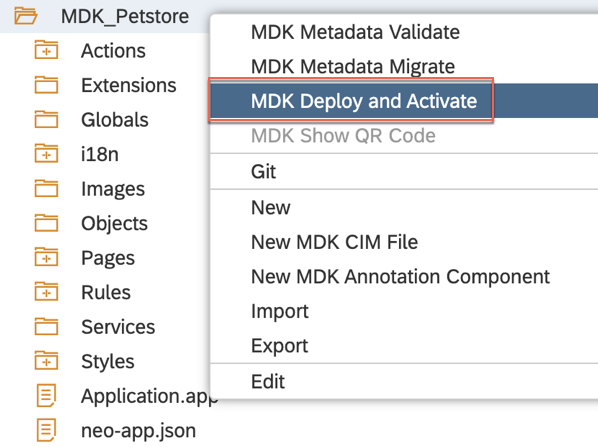 MDK_Petstore
Actions
Extensions
Globals
i18n
Images
Objects
Pages
Rules
Services
Styles
Application.app
neo-app.json
MDK Metadata Validate
MDK Metadata Migrate
MDK Deploy and Activate
MDK Show QR Code
Git
New
New MDK CIM File
New MDK Annotation Component
Import
Export
Edit